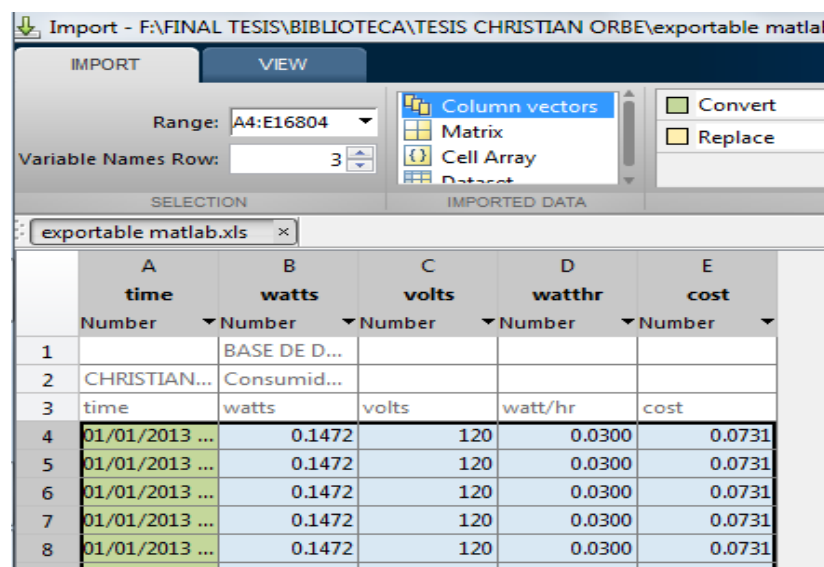 Import - F:\FINAL TESIS\BIBLIOTECA\TESIS CHRISTIAN ORBE\exportable matlab
IMPORT VIEW
Range: A4:E16804
Variable Names Row: 3
Column vectors
Matrix
Cell Array
Dataset
Convert
Replace
SELECTION IMPORTED DATA
exportable matlab.xls ×
A B C D E
time watts volts watthr cost
Number Number Number Number Number
1 BASE DE D...
2 CHRISTIAN... Consumid...
3 time watts volts watt/hr cost
4 01/01/2013 ... 0.1472 120 0.0300 0.0731
5 01/01/2013 ... 0.1472 120 0.0300 0.0731
6 01/01/2013 ... 0.1472 120 0.0300 0.0731
7 01/01/2013 ... 0.1472 120 0.0300 0.0731
8 01/01/2013 ... 0.1472 120 0.0300 0.0731